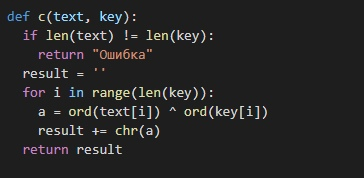 def c(text, key):
  if len(text) != len(key):
    return "Ошибка"
  result = ''
  for i in range(len(key)):
    a = ord(text[i]) ^ ord(key[i])
    result += chr(a)
  return result